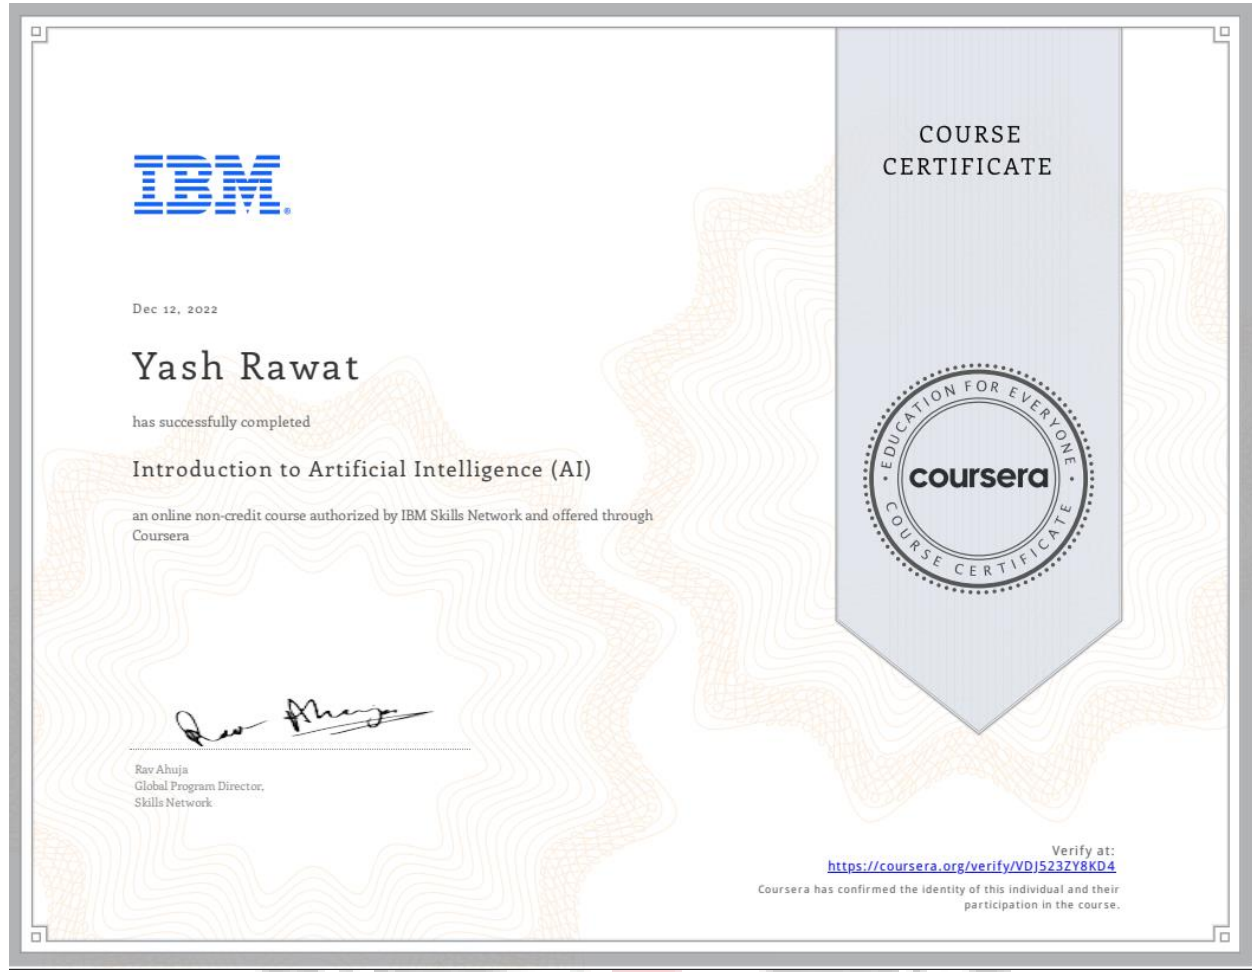 COURSE
CERTIFICATE
IBM®
Dec 12, 2022
Yash Rawat
has successfully completed
Introduction to Artificial Intelligence (AI)
an online non-credit course authorized by IBM Skills Network and offered through
Coursera
EDUCATION FOR EVERYONE
coursera
COURSE CERTIFICATE
Rav Ahuja
Rav Ahuja
Global Program Director,
Skills Network
Verify at:
https://coursera.org/verify/VDJ523ZY8KD4
Coursera has confirmed the identity of this individual and their
participation in the course.